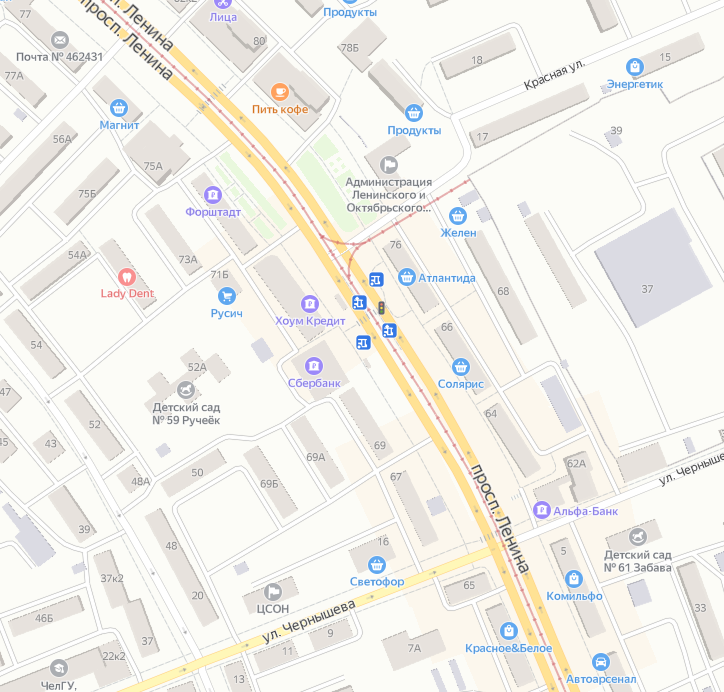 77
Лица
Продукты
просп. Ленина
просп. Ленина
80
78Б
Почта № 462431
18
Красная ул.
15
77А
Пить кофе
Энергетик
Магнит
Продукты
56А
17
39
75А
Администрация
Ленинского и
Октябрьского...
75Б
Форштадт
Желен
54А
73А
71Б
76
Lady Dent
Атлантида
68
37
Русич
Хоум Кредит
54
66
52А
Сбербанк
Солярис
Детский сад
№ 59 Ручеёк
52
64
45
43
69А
69
50
62А
ул. Черныше
48А
69Б
67
просп. Ленина
39
Альфа-Банк
48
16
5
Детский сад
№ 61 Забава
37к2
Светофор
65
Комильфо
20
ЦСОН
33
46Б
ул. Чернышева
9
37
7А
Красное&Белое
22к2
11
ЧелГУ,
13
Автоарсенал